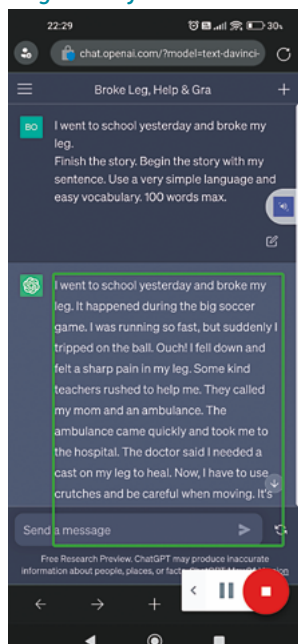 22:29
30%
chat.openai.com/?model=text-davinci-
Broke Leg, Help & Gra
BO
I went to school yesterday and broke my
leg.
Finish the story. Begin the story with my
sentence. Use a very simple language and
easy vocabulary. 100 words max.
I went to school yesterday and broke my
leg. It happened during the big soccer
game. I was running so fast, but suddenly I
tripped on the ball. Ouch! I fell down and
felt a sharp pain in my leg. Some kind
teachers rushed to help me. They called
my mom and an ambulance. The
ambulance came quickly and took me to
the hospital. The doctor said I needed a
cast on my leg to heal. Now, I have to use
crutches and be careful when moving. It's
Send a message
Free Research Preview. ChatGPT may produce inaccurate
information about people, places, or facts.